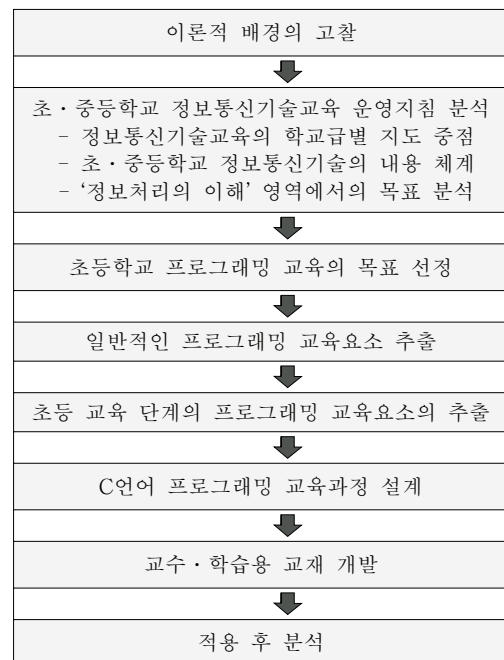 이론적 배경의 고찰
초・중등학교 정보통신기술교육 운영지침 분석
- 정보통신기술교육의 학교급별 지도 중점
- 초・중등학교 정보통신기술의 내용 체계
- ‘정보처리의 이해’ 영역에서의 목표 분석
초등학교 프로그래밍 교육의 목표 선정
일반적인 프로그래밍 교육요소 추출
초등 교육 단계의 프로그래밍 교육요소의 추출
C언어 프로그래밍 교육과정 설계
교수・학습용 교재 개발
적용 후 분석